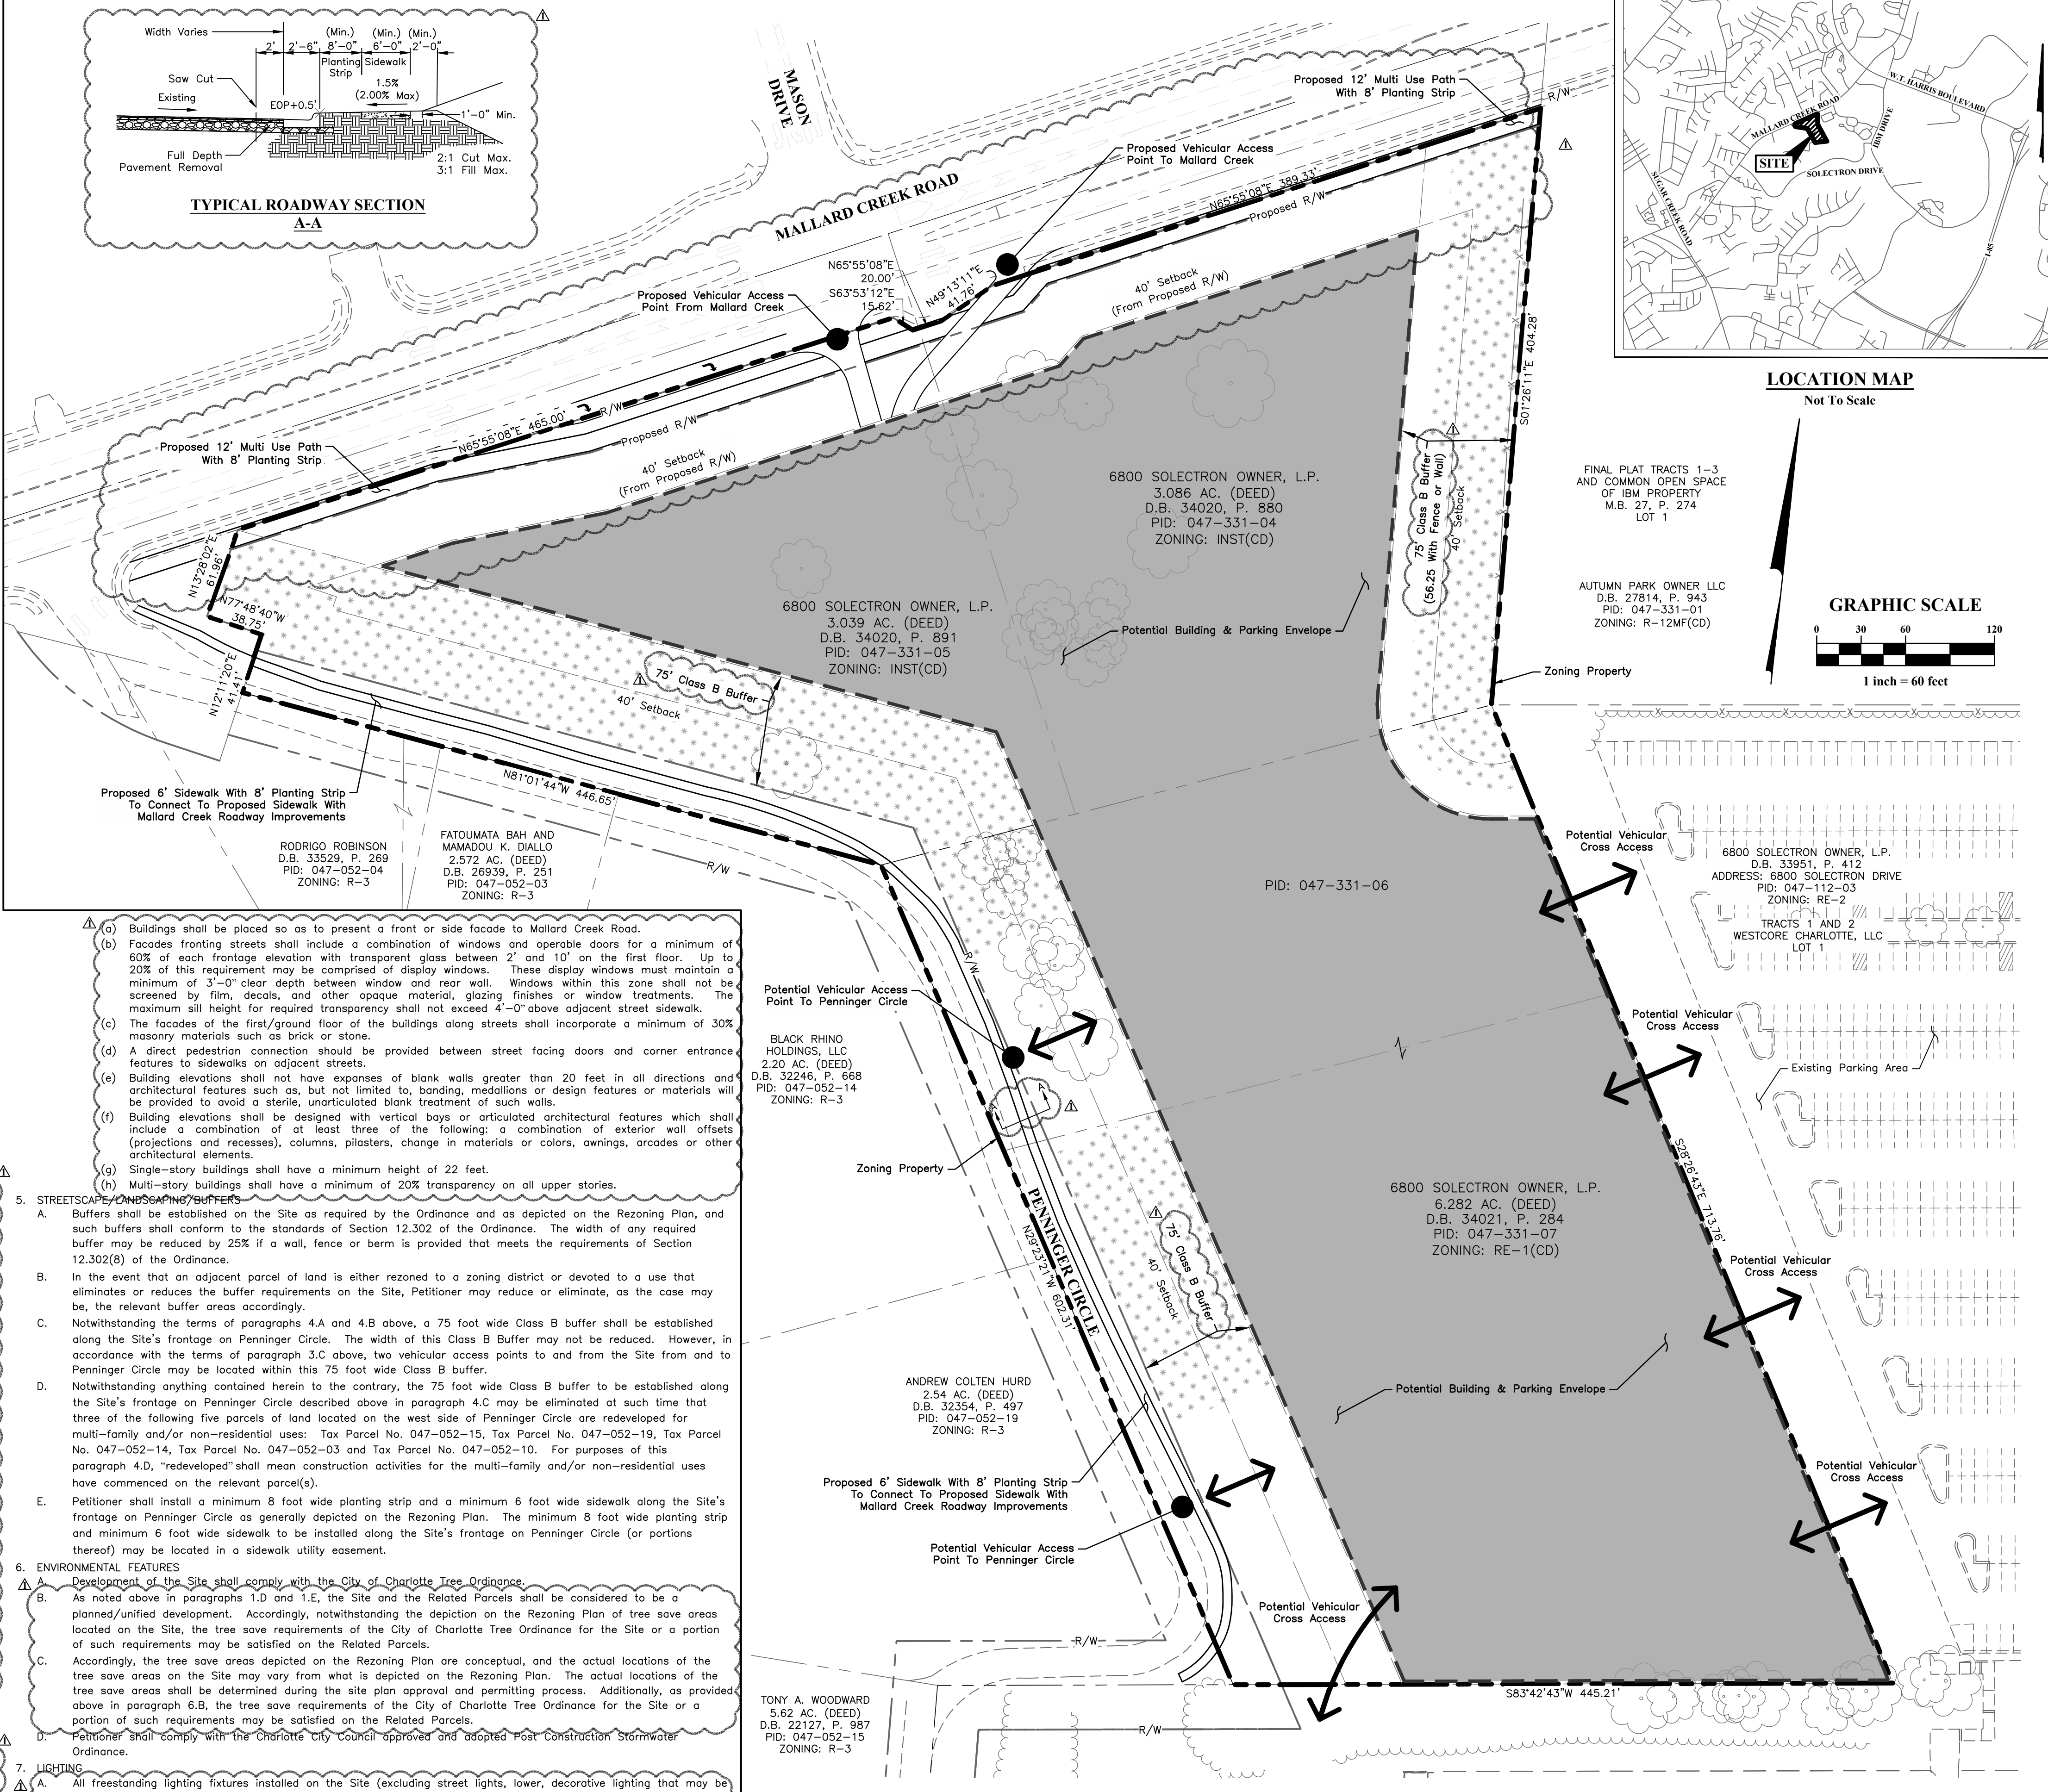 Width Varies
2' 2'-6" (Min.) 8'-0" (Min.) 6'-0" (Min.) 2'-0"
Planting Strip
Sidewalk
Saw Cut
1.5%
(2.00% Max)
Existing
EOP+0.5'
1'-0" Min.
Full Depth
Pavement Removal
2:1 Cut Max.
3:1 Fill Max.
TYPICAL ROADWAY SECTION
A-A
MASON
DRIVE
MALLARD CREEK ROAD
Proposed 12' Multi Use Path
With 8' Planting Strip
R/W
Proposed Vehicular Access
Point To Mallard Creek
N65°55'08"E 389.33'
Proposed R/W
N65°55'08"E
20.00'
S63°53'12"E
15.62'
N49°13'11"E
41.76'
Proposed Vehicular Access
Point From Mallard Creek
40' Setback
(From Proposed R/W)
S01°26'11"E 404.28'
N65°55'08"E 465.00'
R/W
Proposed R/W
Proposed 12' Multi Use Path
With 8' Planting Strip
40' Setback
(From Proposed R/W)
75' Class B Buffer
(56.25 With Fence or Wall)
40' Setback
6800 SOLECTRON OWNER, L.P.
3.086 AC. (DEED)
D.B. 34020, P. 880
PID: 047-331-04
ZONING: INST(CD)
6800 SOLECTRON OWNER, L.P.
3.039 AC. (DEED)
D.B. 34020, P. 891
PID: 047-331-05
ZONING: INST(CD)
Potential Building & Parking Envelope
N13°28'02"E
61.96'
N77°48'40"W
38.75'
N12°11'20"E
41.41'
75' Class B Buffer
40' Setback
Zoning Property
N81°01'44"W 446.65'
Proposed 6' Sidewalk With 8' Planting Strip
To Connect To Proposed Sidewalk With
Mallard Creek Roadway Improvements
RODRIGO ROBINSON
D.B. 33529, P. 269
PID: 047-052-04
ZONING: R-3
FATOUMATA BAH AND
MAMADOU K. DIALLO
2.572 AC. (DEED)
D.B. 26939, P. 251
PID: 047-052-03
ZONING: R-3
R/W
W.T. HARRIS BOULEVARD
MALLARD CREEK ROAD
IBM DRIVE
SITE
SOLECTRON DRIVE
SUGAR CREEK ROAD
I-85
LOCATION MAP
Not To Scale
FINAL PLAT TRACTS 1-3
AND COMMON OPEN SPACE
OF IBM PROPERTY
M.B. 27, P. 274
LOT 1
AUTUMN PARK OWNER LLC
D.B. 27814, P. 943
PID: 047-331-01
ZONING: R-12MF(CD)
GRAPHIC SCALE
0 30 60 120
1 inch = 60 feet
Potential Vehicular
Cross Access
6800 SOLECTRON OWNER, L.P.
D.B. 33951, P. 412
ADDRESS: 6800 SOLECTRON DRIVE
PID: 047-112-03
ZONING: RE-2
TRACTS 1 AND 2
WESTCORE CHARLOTTE, LLC
LOT 1
PID: 047-331-06
Potential Vehicular
Cross Access
Existing Parking Area
R/W
Potential Vehicular Access
Point To Penninger Circle
BLACK RHINO
HOLDINGS, LLC
2.20 AC. (DEED)
D.B. 32246, P. 668
PID: 047-052-14
ZONING: R-3
A
A
Zoning Property
PENNINGER CIRCLE
N29°23'21"W 602.31'
75' Class B Buffer
40' Setback
S28°26'43"E 713.76'
6800 SOLECTRON OWNER, L.P.
6.282 AC. (DEED)
D.B. 34021, P. 284
PID: 047-331-07
ZONING: RE-1(CD)
Potential Vehicular
Cross Access
Potential Building & Parking Envelope
ANDREW COLTEN HURD
2.54 AC. (DEED)
D.B. 32354, P. 497
PID: 047-052-19
ZONING: R-3
Potential Vehicular
Cross Access
Proposed 6' Sidewalk With 8' Planting Strip
To Connect To Proposed Sidewalk With
Mallard Creek Roadway Improvements
Potential Vehicular Access
Point To Penninger Circle
Potential Vehicular
Cross Access
R/W
S83°42'43"W 445.21'
R/W
TONY A. WOODWARD
5.62 AC. (DEED)
D.B. 22127, P. 987
PID: 047-052-15
ZONING: R-3
(a) Buildings shall be placed so as to present a front or side facade to Mallard Creek Road.
(b) Facades fronting streets shall include a combination of windows and operable doors for a minimum of
60% of each frontage elevation with transparent glass between 2' and 10' on the first floor. Up to
20% of this requirement may be comprised of display windows. These display windows must maintain a
minimum of 3'-0" clear depth between window and rear wall. Windows within this zone shall not be
screened by film, decals, and other opaque material, glazing finishes or window treatments. The
maximum sill height for required transparency shall not exceed 4'-0" above adjacent street sidewalk.
(c) The facades of the first/ground floor of the buildings along streets shall incorporate a minimum of 30%
masonry materials such as brick or stone.
(d) A direct pedestrian connection should be provided between street facing doors and corner entrance
features to sidewalks on adjacent streets.
(e) Building elevations shall not have expanses of blank walls greater than 20 feet in all directions and
architectural features such as, but not limited to, banding, medallions or design features or materials will
be provided to avoid a sterile, unarticulated blank treatment of such walls.
(f) Building elevations shall be designed with vertical bays or articulated architectural features which shall
include a combination of at least three of the following: a combination of exterior wall offsets
(projections and recesses), columns, pilasters, change in materials or colors, awnings, arcades or other
architectural elements.
(g) Single-story buildings shall have a minimum height of 22 feet.
(h) Multi-story buildings shall have a minimum of 20% transparency on all upper stories.
5. STREETSCAPE/LANDSCAPING/BUFFERS
A. Buffers shall be established on the Site as required by the Ordinance and as depicted on the Rezoning Plan, and
such buffers shall conform to the standards of Section 12.302 of the Ordinance. The width of any required
buffer may be reduced by 25% if a wall, fence or berm is provided that meets the requirements of Section
12.302(8) of the Ordinance.
B. In the event that an adjacent parcel of land is either rezoned to a zoning district or devoted to a use that
eliminates or reduces the buffer requirements on the Site, Petitioner may reduce or eliminate, as the case may
be, the relevant buffer areas accordingly.
C. Notwithstanding the terms of paragraphs 4.A and 4.B above, a 75 foot wide Class B buffer shall be established
along the Site's frontage on Penninger Circle. The width of this Class B Buffer may not be reduced. However, in
accordance with the terms of paragraph 3.C above, two vehicular access points to and from the Site from and to
Penninger Circle may be located within this 75 foot wide Class B buffer.
D. Notwithstanding anything contained herein to the contrary, the 75 foot wide Class B buffer to be established along
the Site's frontage on Penninger Circle described above in paragraph 4.C may be eliminated at such time that
three of the following five parcels of land located on the west side of Penninger Circle are redeveloped for
multi-family and/or non-residential uses: Tax Parcel No. 047-052-15, Tax Parcel No. 047-052-19, Tax Parcel
No. 047-052-14, Tax Parcel No. 047-052-03 and Tax Parcel No. 047-052-10. For purposes of this
paragraph 4.D, "redeveloped" shall mean construction activities for the multi-family and/or non-residential uses
have commenced on the relevant parcel(s).
E. Petitioner shall install a minimum 8 foot wide planting strip and a minimum 6 foot wide sidewalk along the Site's
frontage on Penninger Circle as generally depicted on the Rezoning Plan. The minimum 8 foot wide planting strip
and minimum 6 foot wide sidewalk to be installed along the Site's frontage on Penninger Circle (or portions
thereof) may be located in a sidewalk utility easement.
6. ENVIRONMENTAL FEATURES
A. Development of the Site shall comply with the City of Charlotte Tree Ordinance.
B. As noted above in paragraphs 1.D and 1.E, the Site and the Related Parcels shall be considered to be a
planned/unified development. Accordingly, notwithstanding the depiction on the Rezoning Plan of tree save areas
located on the Site, the tree save requirements of the City of Charlotte Tree Ordinance for the Site or a portion
of such requirements may be satisfied on the Related Parcels.
C. Accordingly, the tree save areas depicted on the Rezoning Plan are conceptual, and the actual locations of the
tree save areas on the Site may vary from what is depicted on the Rezoning Plan. The actual locations of the
tree save areas shall be determined during the site plan approval and permitting process. Additionally, as provided
above in paragraph 6.B, the tree save requirements of the City of Charlotte Tree Ordinance for the Site or a
portion of such requirements may be satisfied on the Related Parcels.
D. Petitioner shall comply with the Charlotte City Council approved and adopted Post Construction Stormwater
Ordinance.
7. LIGHTING
A. All freestanding lighting fixtures installed on the Site (excluding street lights, lower, decorative lighting that may be